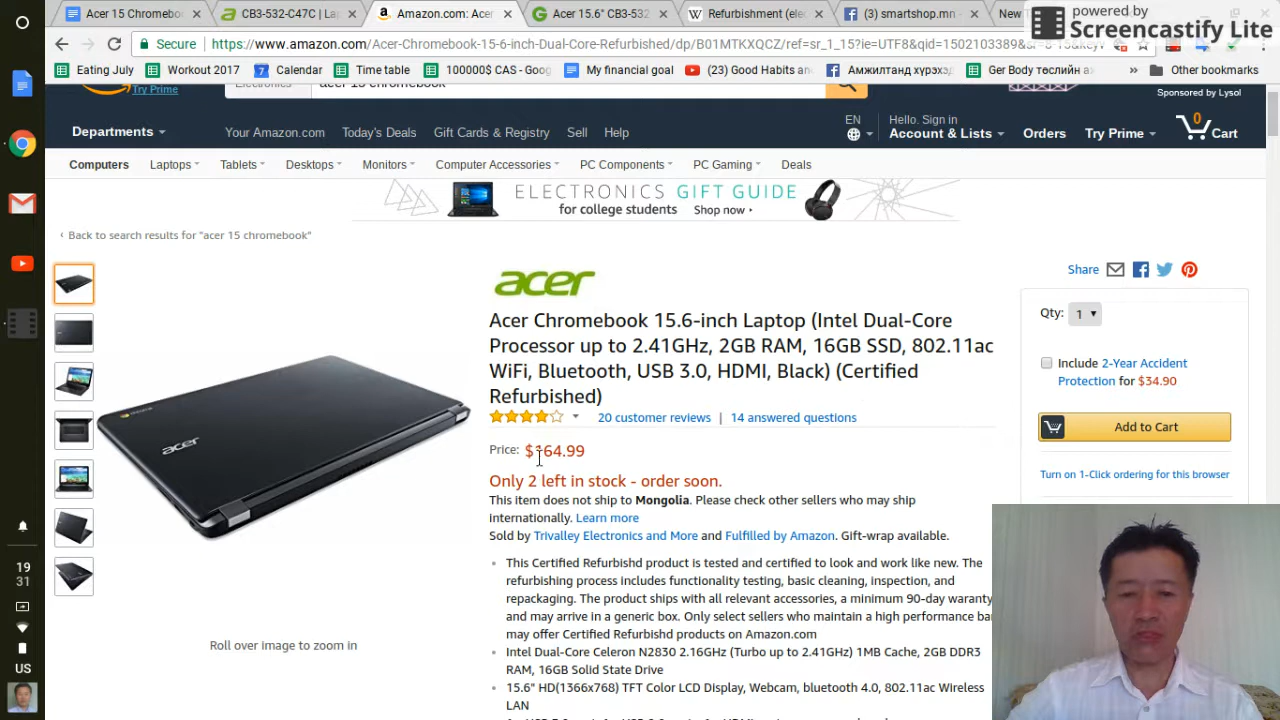 Acer 15 Chromeboo
CB3-532-C47C | La
Amazon.com: Acer
Acer 15.6" CB3-532
Refurbishment (ele
(3) smartshop.mn
New
powered by
Screencastify Lite
Secure
https://www.amazon.com/Acer-Chromebook-15-6-inch-Dual-Core-Refurbished/dp/B01MTKXQCZ/ref=sr_1_15?ie=UTF8&qid=1502103389&sr=8-15&keyw
Eating July
Workout 2017
Calendar
Time table
100000$ CAS - Goog
My financial goal
(23) Good Habits an
Амжилтанд хүрэхэд
Ger Body төслийн ах
»
Other bookmarks
Try Prime
Electronics
acer 15 chromebook
Sponsored by Lysol
Departments
Your Amazon.com
Today's Deals
Gift Cards & Registry
Sell
Help
EN
Hello. Sign in
Account & Lists
Orders
Try Prime
0
Cart
Computers
Laptops
Tablets
Desktops
Monitors
Computer Accessories
PC Components
PC Gaming
Deals
ELECTRONICS GIFT GUIDE
for college students
Shop now
‹ Back to search results for "acer 15 chromebook"
Share
acer
Acer Chromebook 15.6-inch Laptop (Intel Dual-Core
Processor up to 2.41GHz, 2GB RAM, 16GB SSD, 802.11ac
WiFi, Bluetooth, USB 3.0, HDMI, Black) (Certified
Refurbished)
20 customer reviews | 14 answered questions
Price: $164.99
Only 2 left in stock - order soon.
This item does not ship to Mongolia. Please check other sellers who may ship
internationally. Learn more
Sold by Trivalley Electronics and More and Fulfilled by Amazon. Gift-wrap available.
This Certified Refurbishd product is tested and certified to look and work like new. The
refurbishing process includes functionality testing, basic cleaning, inspection, and
repackaging. The product ships with all relevant accessories, a minimum 90-day warranty
and may arrive in a generic box. Only select sellers who maintain a high performance ba
may offer Certified Refurbishd products on Amazon.com
Intel Dual-Core Celeron N2830 2.16GHz (Turbo up to 2.41GHz) 1MB Cache, 2GB DDR3
RAM, 16GB Solid State Drive
15.6" HD(1366x768) TFT Color LCD Display, Webcam, bluetooth 4.0, 802.11ac Wireless
LAN
Qty: 1
Include 2-Year Accident
Protection for $34.90
Add to Cart
Turn on 1-Click ordering for this browser
acer
Roll over image to zoom in
19
31
US